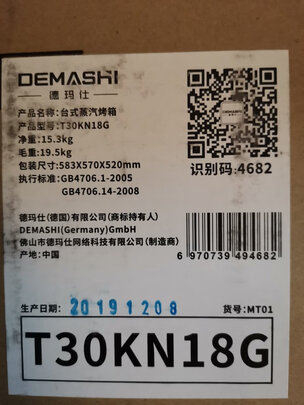 DEMASHI
德玛仕
产品名称:台式蒸汽烤箱
产品型号:T30KN18G
净重:15.3kg
毛重:19.5kg
包装尺寸:583X570X520mm
执行标准:GB4706.1-2005
GB4706.14-2008
识别码:4682
德玛仕(德国)有限公司(商标持有人)
DEMASHI(Germany)GmbH
佛山市德玛仕网络科技有限公司(制造商)
产地:中国
6970739494682
生产日期: 20191208
货号:MT01
T30KN18G